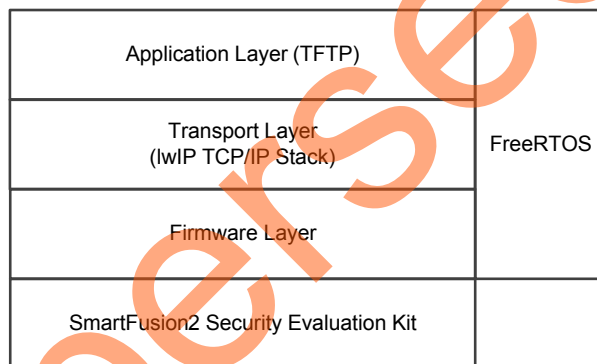 Application Layer (TFTP)
Transport Layer
(lwIP TCP/IP Stack)
FreeRTOS
Firmware Layer
SmartFusion2 Security Evaluation Kit